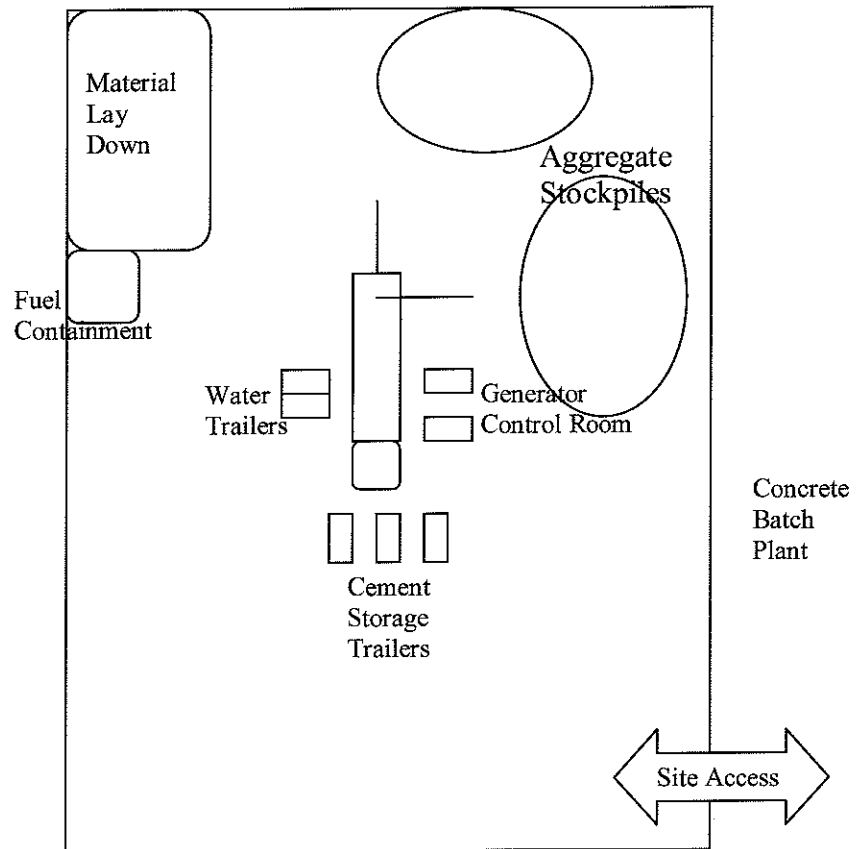 Material
Lay
Down
Aggregate
Stockpiles
Fuel
Containment
Water
Trailers
Generator
Control Room
Concrete
Batch
Plant
Cement
Storage
Trailers
Site Access